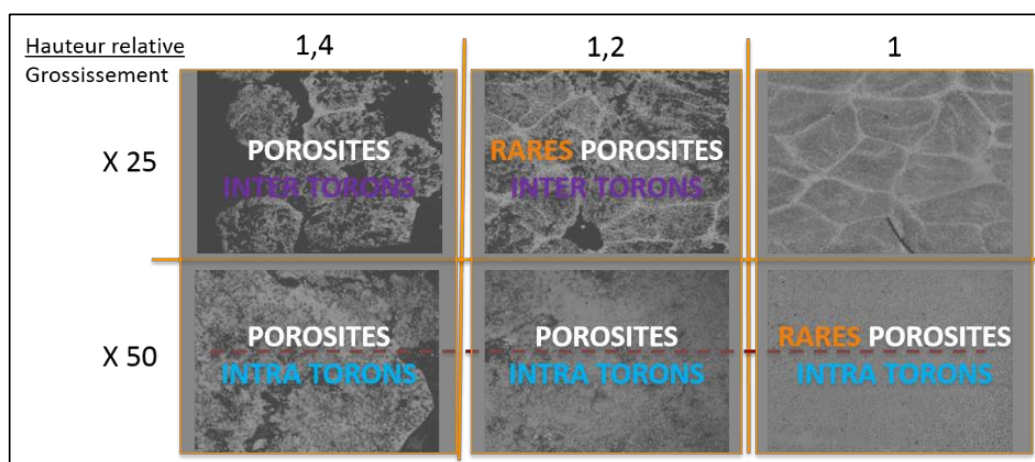 Hauteur relative
Grossissement
1,4
1,2
1
X 25
POROSITES
INTER TORONS
RARES POROSITES
INTER TORONS
X 50
POROSITES
INTRA TORONS
POROSITES
INTRA TORONS
RARES POROSITES
INTRA TORONS